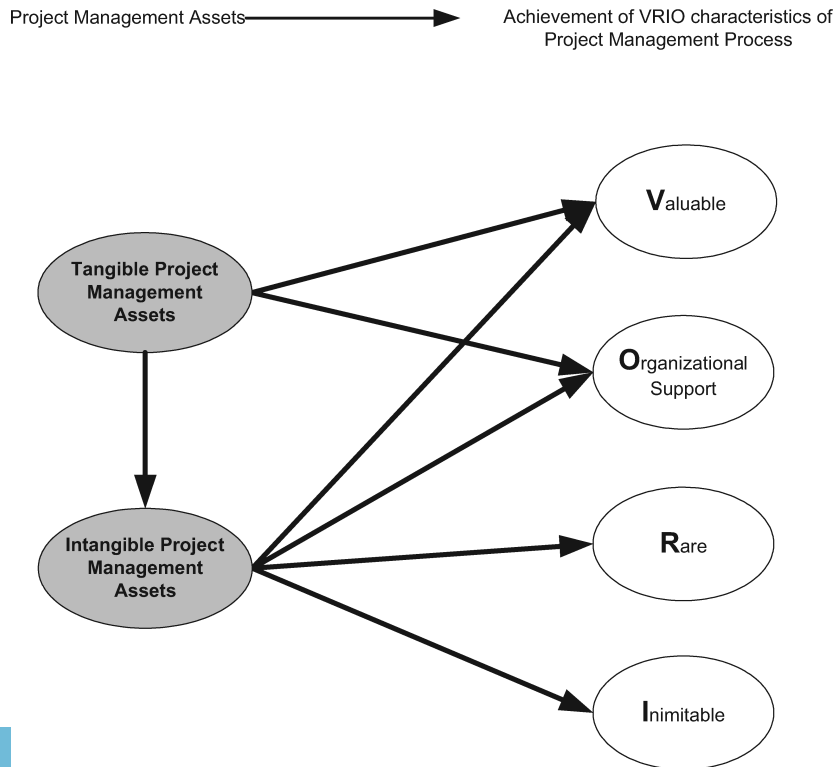 Project Management Assets
Achievement of VRIO characteristics of
Project Management Process
Valuable
Tangible Project
Management
Assets
Organizational
Support
Intangible Project
Management
Assets
Rare
Inimitable